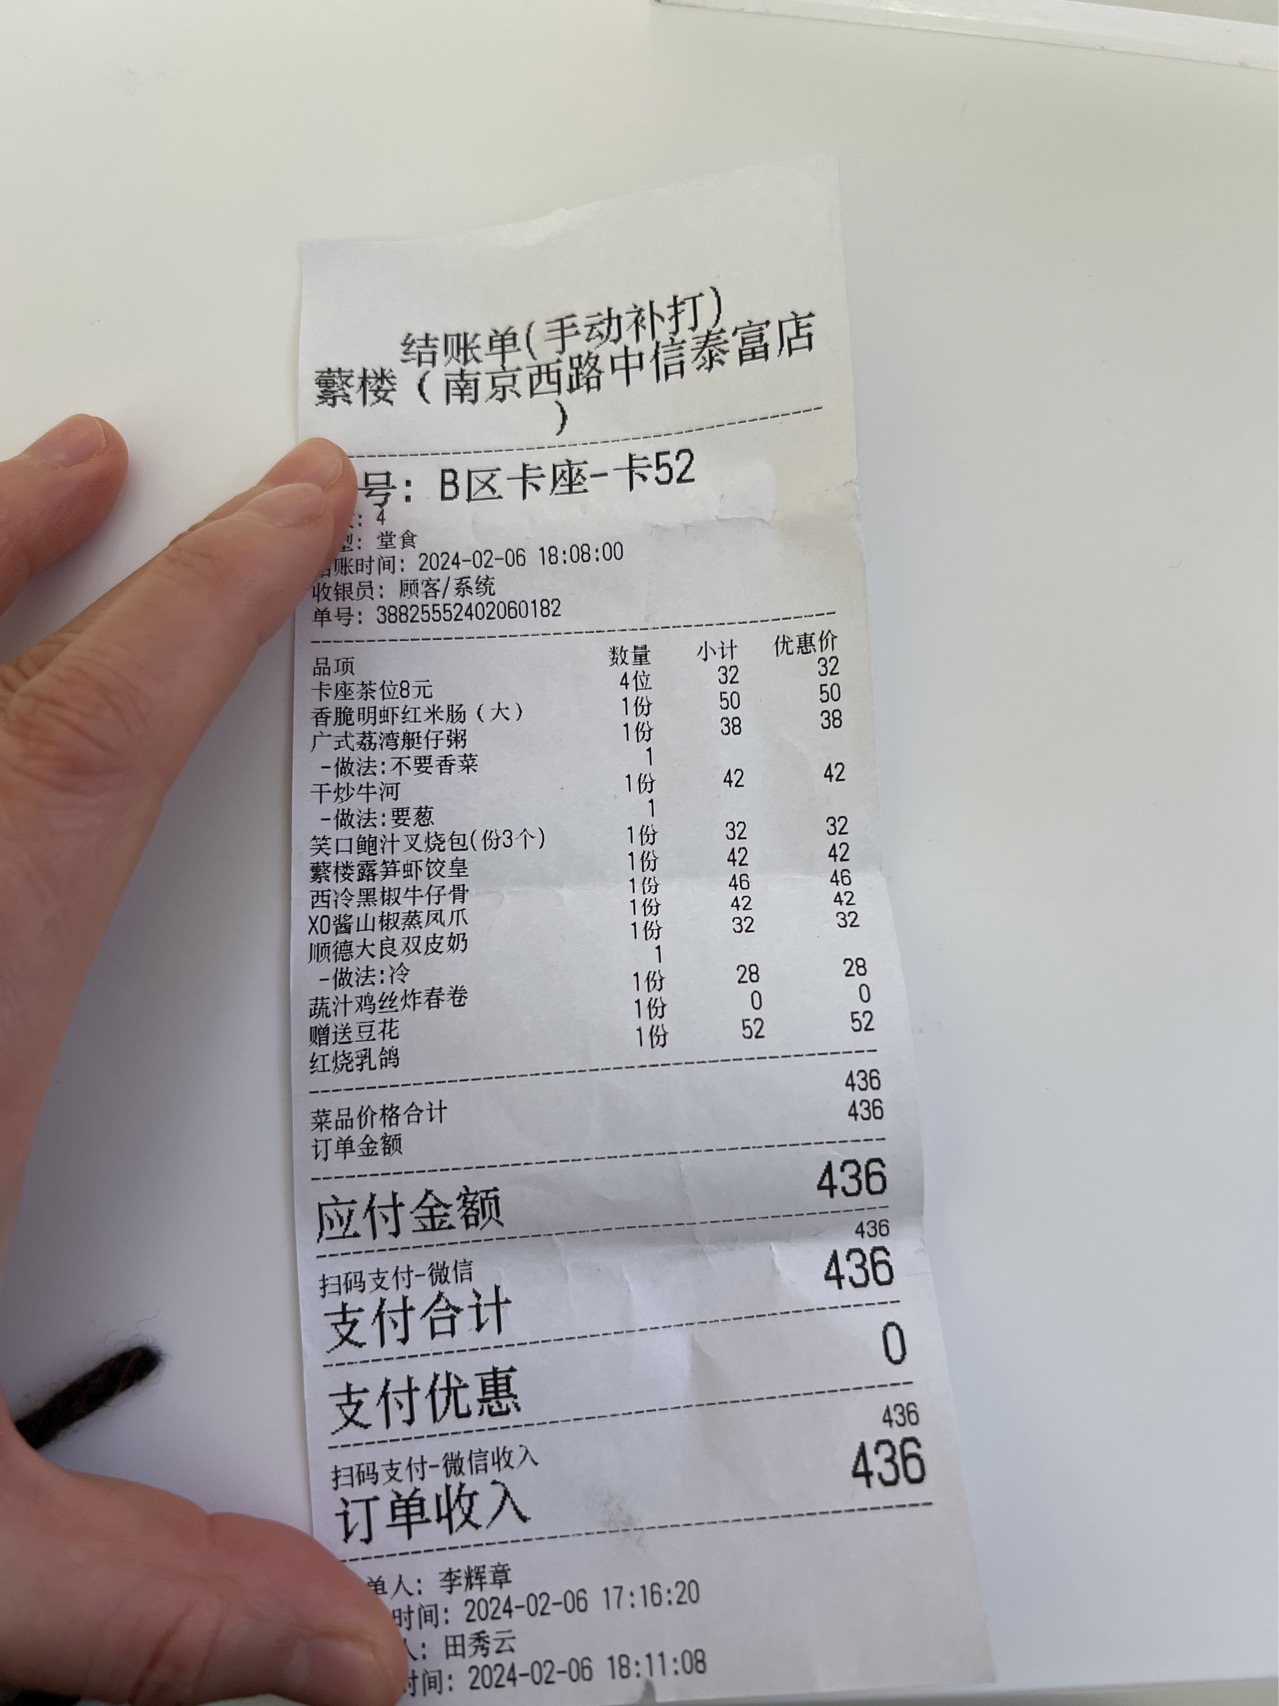 结账单(手动补打)
蘩楼（南京西路中信泰富店
）
号: B区卡座-卡52
: 4
型: 堂食
账时间: 2024-02-06 18:08:00
收银员: 顾客/系统
单号: 38825552402060182
品项 数量 小计 优惠价
卡座茶位8元 4位 32 32
香脆明虾红米肠（大） 1份 50 50
广式荔湾艇仔粥 1份 38 38
-做法:不要香菜 1
干炒牛河 1份 42 42
-做法:要葱 1
笑口鲍汁叉烧包(份3个) 1份 32 32
蘩楼露笋虾饺皇 1份 42 42
西冷黑椒牛仔骨 1份 46 46
XO酱山椒蒸凤爪 1份 42 42
顺德大良双皮奶 1份 32 32
-做法:冷 1
蔬汁鸡丝炸春卷 1份 28 28
赠送豆花 1份 0 0
红烧乳鸽 1份 52 52
菜品价格合计 436
订单金额 436
应付金额 436
扫码支付-微信 436
支付合计 436
支付优惠 0
扫码支付-微信收入 436
订单收入 436
单人: 李辉章
时间: 2024-02-06 17:16:20
人: 田秀云
时间: 2024-02-06 18:11:08